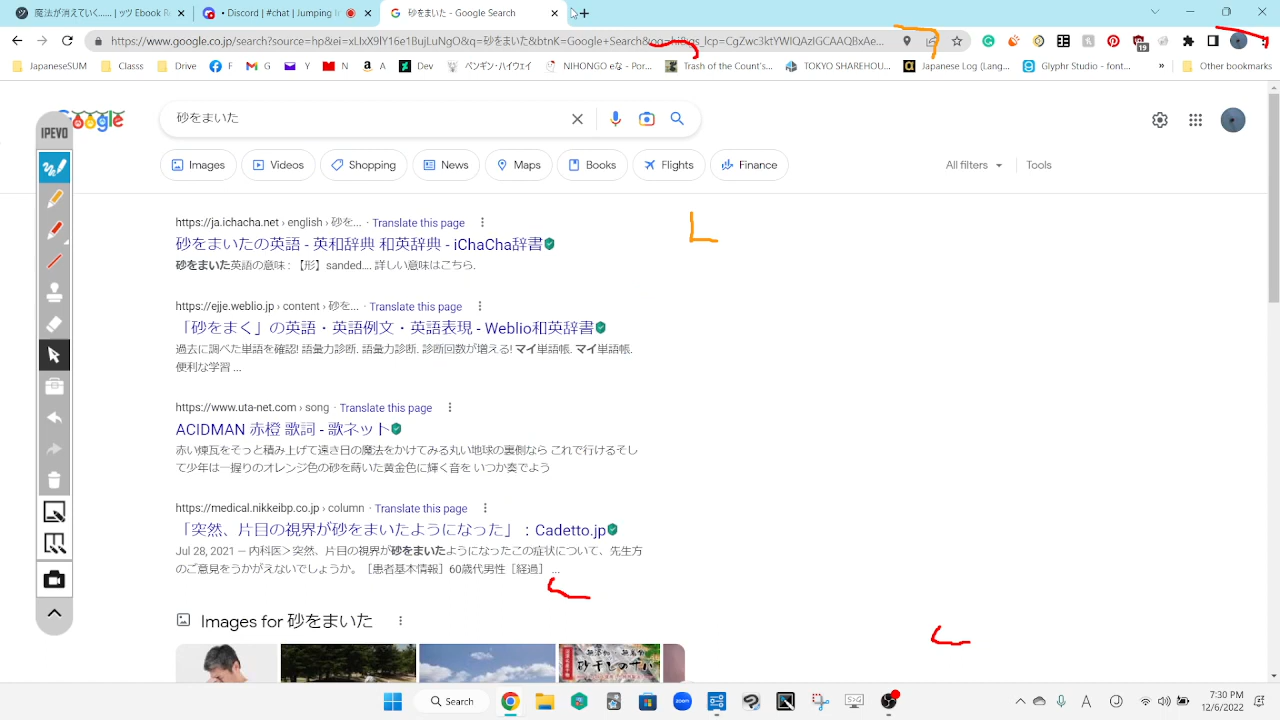 魔法が消えていく...... | ッツ Ebook R
• Discord | #chat | Jumping I
砂をまいた - Google Search
https://www.google.com/search?source=hp&ei=
&q=砂をまいた&btnK=Google+Search&
JapaneseSUM
Classs
Drive
G
Y
N
A
Dev
ペンギン・ハイウェイ
NIHONGO eな - Por...
Trash of the Count's...
TOKYO SHAREHOU...
Japanese Log (Lang...
Glyphr Studio - font...
»
Other bookmarks
Google
砂をまいた
IPEVO
Images
Videos
Shopping
News
Maps
Books
Flights
Finance
All filters
Tools
https://ja.ichacha.net › english › 砂を... · Translate this page
砂をまいたの英語 - 英和辞典 和英辞典 - iChaCha辞書
砂をまいた英語の意味 : 【形】sanded.... 詳しい意味はこちら.
https://ejje.weblio.jp › content › 砂を... · Translate this page
「砂をまく」の英語・英語例文・英語表現 - Weblio和英辞書
過去に調べた単語を確認! 語彙力診断. 語彙力診断. 診断回数が増える! マイ単語帳. マイ単語帳.
便利な学習 ...
https://www.uta-net.com › song · Translate this page
ACIDMAN 赤橙 歌詞 - 歌ネット
赤い煉瓦をそっと積み上げて遠き日の魔法をかけてみる丸い地球の裏側なら これで行けるそし
て少年は一握りのオレンジ色の砂を蒔いた黄金色に輝く音を いつか奏でよう
https://medical.nikkeibp.co.jp › column · Translate this page
「突然、片目の視界が砂をまいたようになった」：Cadetto.jp
Jul 28, 2021 — 内科医＞突然、片目の視界が砂をまいたようになったこの症状について、先生方
のご意見をうかがえないでしょうか。［患者基本情報］60歳代男性［経過］ ...
Images for 砂をまいた
Search
zoom
7:30 PM
12/6/2022